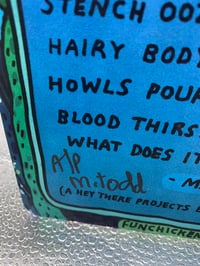 STENCH OOZ
HAIRY BODY
HOWLS POUR
BLOOD THIRS
WHAT DOES IT
A/P
M.Todd
- M
(A HEY THERE PROJECTS
FUNCHICKEN